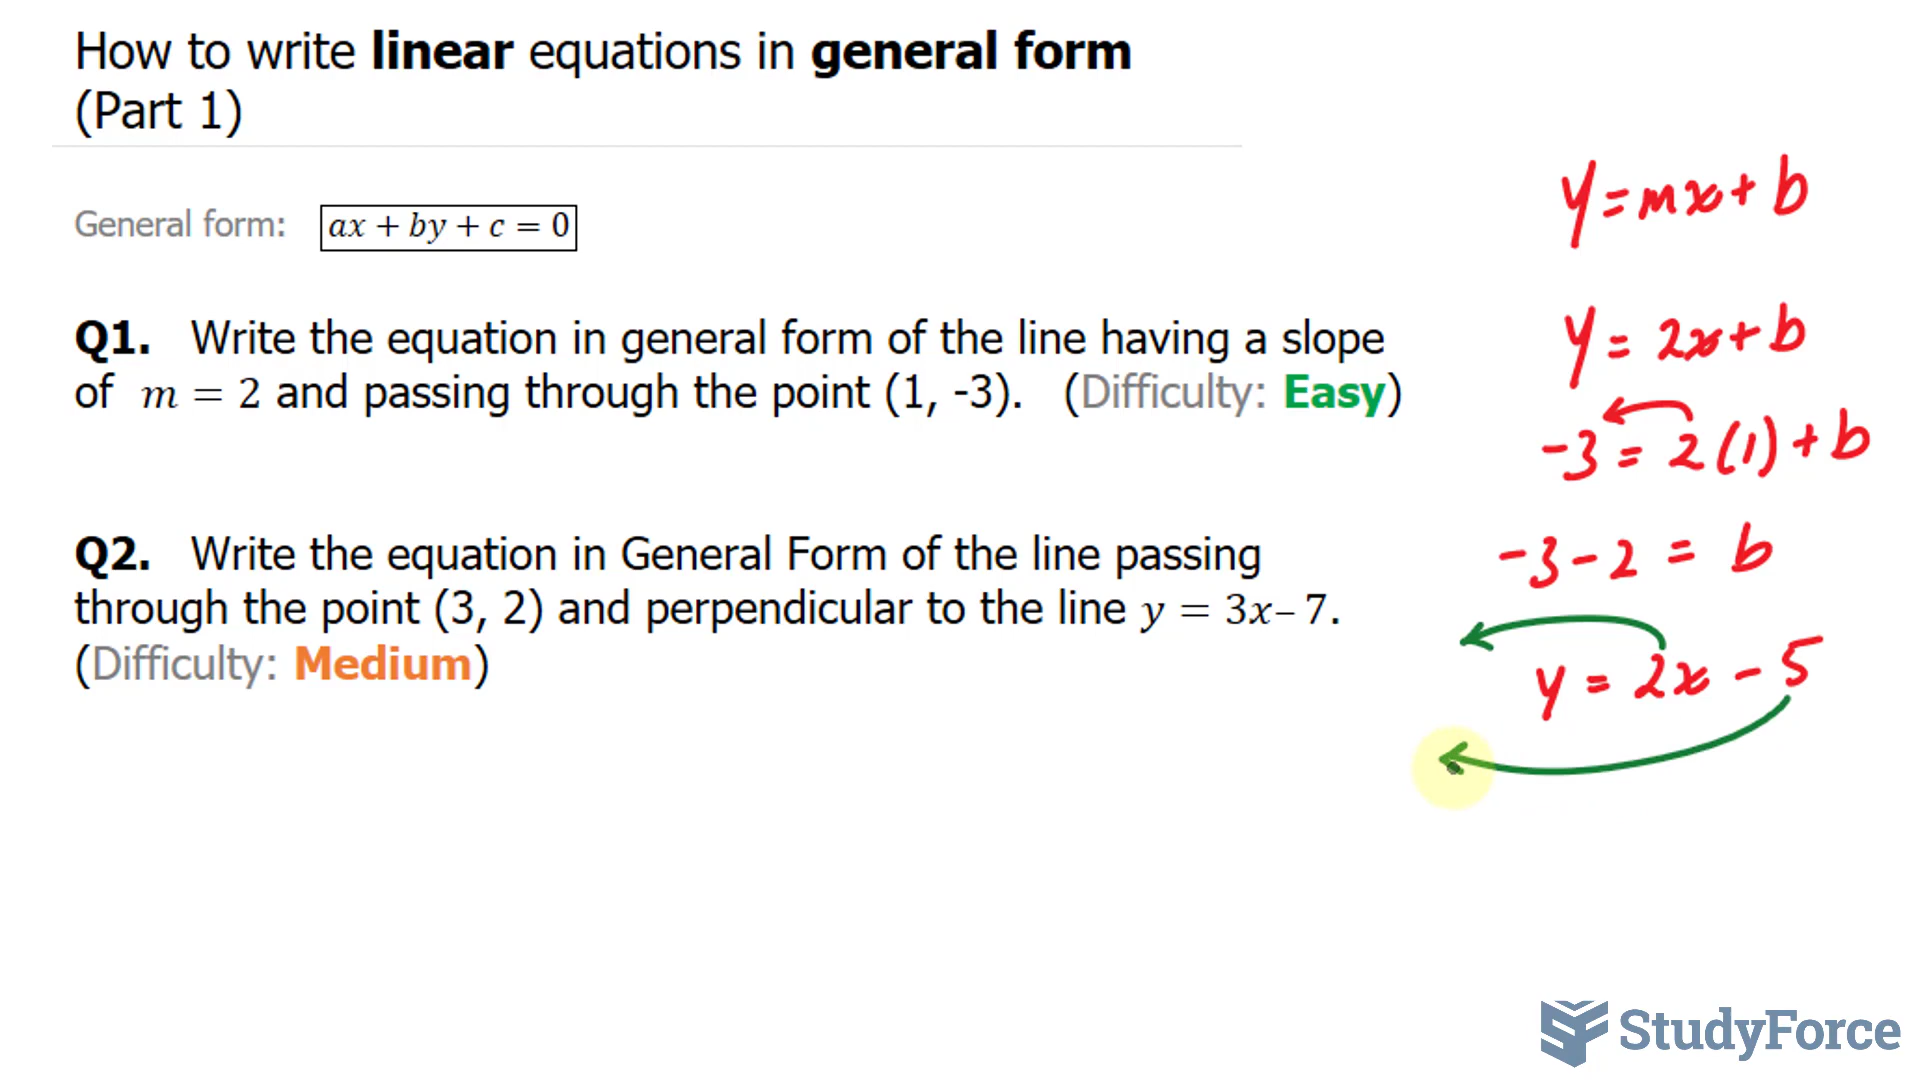 How to write linear equations in general form
(Part 1)
General form: ax + by + c = 0
Q1. Write the equation in general form of the line having a slope
of m = 2 and passing through the point (1, -3). (Difficulty: Easy)
Q2. Write the equation in General Form of the line passing
through the point (3, 2) and perpendicular to the line y = 3x– 7.
(Difficulty: Medium)
y = mx + b
y = 2x + b
-3 = 2(1) + b
-3 - 2 = b
y = 2x - 5
StudyForce